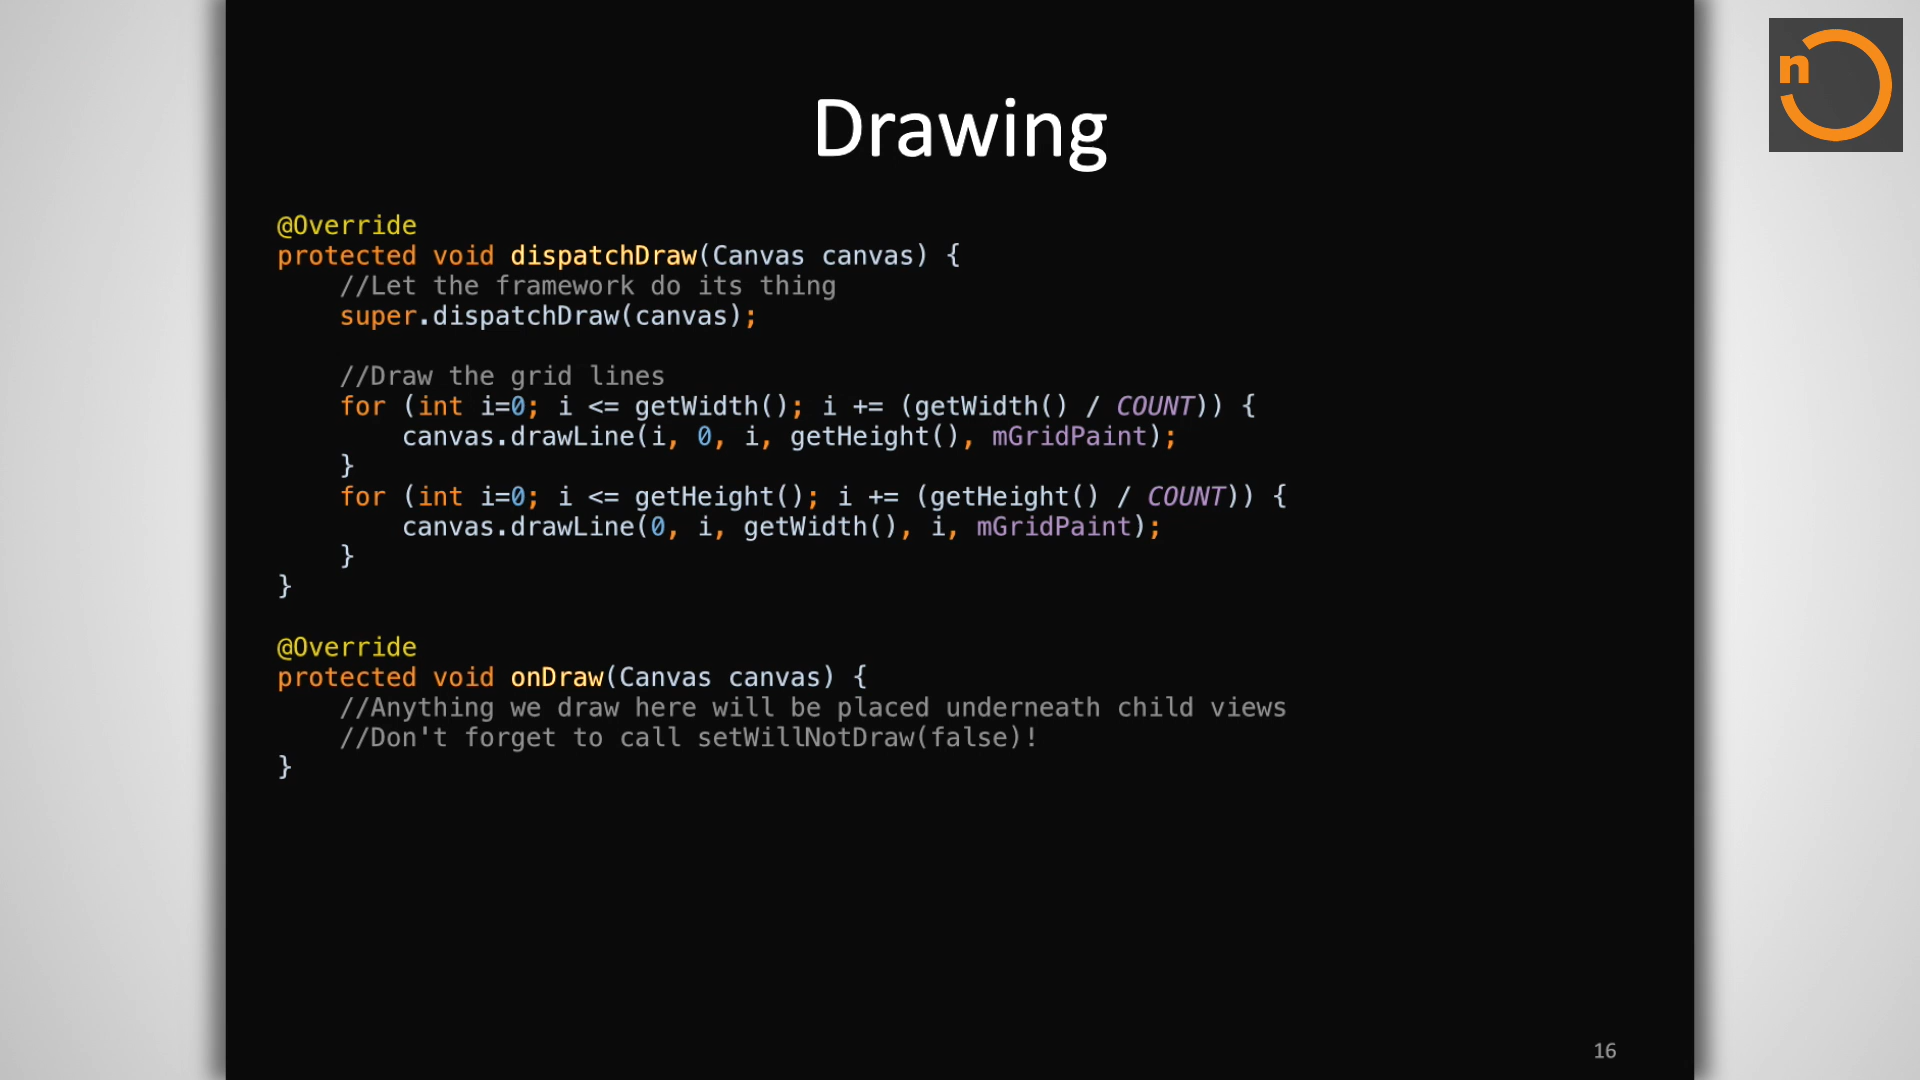 n
Drawing
@Override
protected void dispatchDraw(Canvas canvas) {
    //Let the framework do its thing
    super.dispatchDraw(canvas);

    //Draw the grid lines
    for (int i=0; i <= getWidth(); i += (getWidth() / COUNT)) {
        canvas.drawLine(i, 0, i, getHeight(), mGridPaint);
    }
    for (int i=0; i <= getHeight(); i += (getHeight() / COUNT)) {
        canvas.drawLine(0, i, getWidth(), i, mGridPaint);
    }
}

@Override
protected void onDraw(Canvas canvas) {
    //Anything we draw here will be placed underneath child views
    //Don't forget to call setWillNotDraw(false)!
}
16